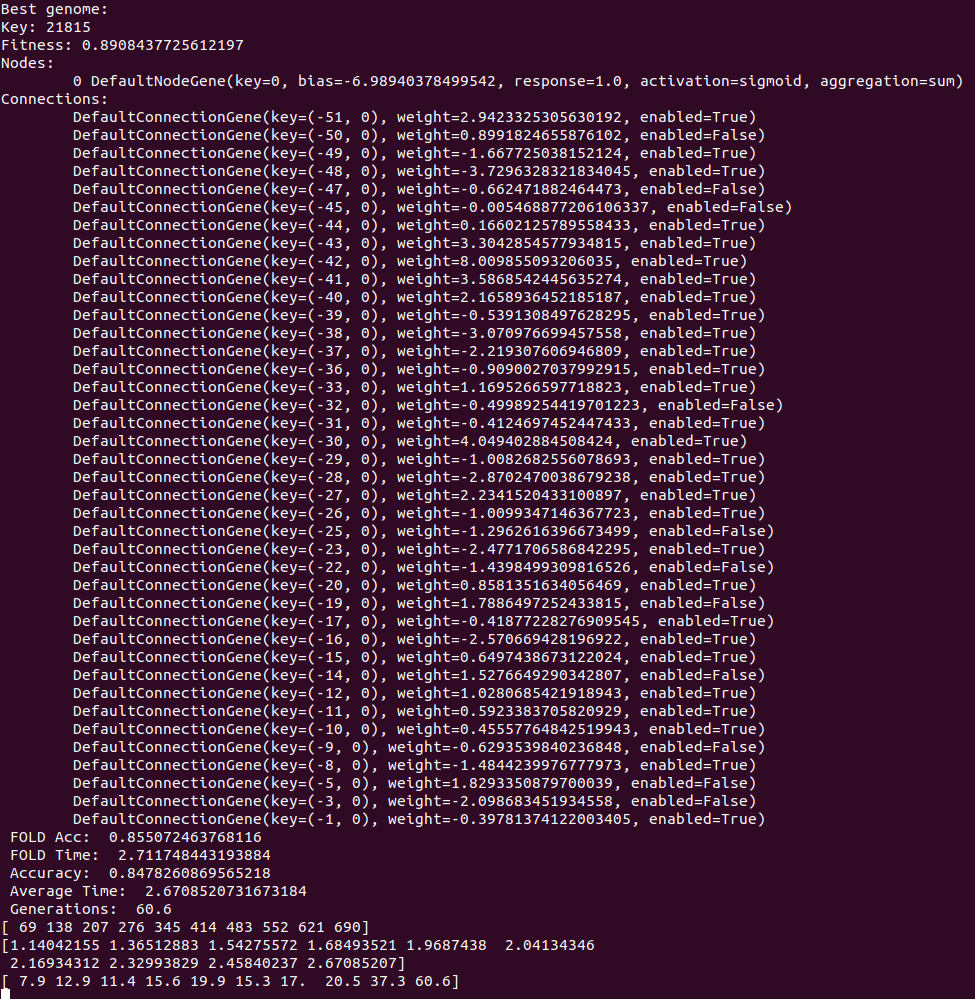 Best genome:
Key: 21815
Fitness: 0.8908437725612197
Nodes:
	0 DefaultNodeGene(key=0, bias=-6.98940378499542, response=1.0, activation=sigmoid, aggregation=sum)
Connections:
	DefaultConnectionGene(key=(-51, 0), weight=2.9423325305630192, enabled=True)
	DefaultConnectionGene(key=(-50, 0), weight=0.8991824655876102, enabled=False)
	DefaultConnectionGene(key=(-49, 0), weight=-1.667725038152124, enabled=True)
	DefaultConnectionGene(key=(-48, 0), weight=-3.7296328321834045, enabled=True)
	DefaultConnectionGene(key=(-47, 0), weight=-0.662471882464473, enabled=False)
	DefaultConnectionGene(key=(-45, 0), weight=-0.005468877206106337, enabled=False)
	DefaultConnectionGene(key=(-44, 0), weight=0.16602125789558433, enabled=True)
	DefaultConnectionGene(key=(-43, 0), weight=3.3042854577934815, enabled=True)
	DefaultConnectionGene(key=(-42, 0), weight=8.009855093206035, enabled=True)
	DefaultConnectionGene(key=(-41, 0), weight=3.5868542445635274, enabled=True)
	DefaultConnectionGene(key=(-40, 0), weight=2.1658936452185187, enabled=True)
	DefaultConnectionGene(key=(-39, 0), weight=-0.5391308497628295, enabled=True)
	DefaultConnectionGene(key=(-38, 0), weight=-3.070976699457558, enabled=True)
	DefaultConnectionGene(key=(-37, 0), weight=-2.219307606946809, enabled=True)
	DefaultConnectionGene(key=(-36, 0), weight=-0.9090027037992915, enabled=True)
	DefaultConnectionGene(key=(-33, 0), weight=1.1695266597718823, enabled=True)
	DefaultConnectionGene(key=(-32, 0), weight=-0.49989254419701223, enabled=False)
	DefaultConnectionGene(key=(-31, 0), weight=-0.4124697452447433, enabled=True)
	DefaultConnectionGene(key=(-30, 0), weight=4.049402884508424, enabled=True)
	DefaultConnectionGene(key=(-29, 0), weight=-1.0082682556078693, enabled=True)
	DefaultConnectionGene(key=(-28, 0), weight=-2.8702470038679238, enabled=True)
	DefaultConnectionGene(key=(-27, 0), weight=2.2341520433100897, enabled=True)
	DefaultConnectionGene(key=(-26, 0), weight=-1.0099347146367723, enabled=True)
	DefaultConnectionGene(key=(-25, 0), weight=-1.2962616396673499, enabled=False)
	DefaultConnectionGene(key=(-23, 0), weight=-2.4771706586842295, enabled=True)
	DefaultConnectionGene(key=(-22, 0), weight=-1.4398499309816526, enabled=False)
	DefaultConnectionGene(key=(-20, 0), weight=0.8581351634056469, enabled=True)
	DefaultConnectionGene(key=(-19, 0), weight=1.7886497252433815, enabled=False)
	DefaultConnectionGene(key=(-17, 0), weight=-0.41877228276909545, enabled=True)
	DefaultConnectionGene(key=(-16, 0), weight=-2.570669428196922, enabled=True)
	DefaultConnectionGene(key=(-15, 0), weight=0.6497438673122024, enabled=True)
	DefaultConnectionGene(key=(-14, 0), weight=1.5276649290342807, enabled=False)
	DefaultConnectionGene(key=(-12, 0), weight=1.0280685421918943, enabled=True)
	DefaultConnectionGene(key=(-11, 0), weight=0.5923383705820929, enabled=True)
	DefaultConnectionGene(key=(-10, 0), weight=0.45557764842519943, enabled=True)
	DefaultConnectionGene(key=(-9, 0), weight=-0.6293539840236848, enabled=False)
	DefaultConnectionGene(key=(-8, 0), weight=-1.4844239976777973, enabled=True)
	DefaultConnectionGene(key=(-5, 0), weight=1.8293350879700039, enabled=False)
	DefaultConnectionGene(key=(-3, 0), weight=-2.098683451934558, enabled=False)
	DefaultConnectionGene(key=(-1, 0), weight=-0.39781374122003405, enabled=True)
 FOLD Acc:  0.855072463768116
 FOLD Time:  2.711748443193884
 Accuracy:  0.8478260869565218
 Average Time:  2.6708520731673184
 Generations:  60.6
[ 69 138 207 276 345 414 483 552 621 690]
[1.14042155 1.36512883 1.54275572 1.68493521 1.9687438  2.04134346
 2.16934312 2.32993829 2.45840237 2.67085207]
[ 7.9 12.9 11.4 15.6 19.9 15.3 17.  20.5 37.3 60.6]